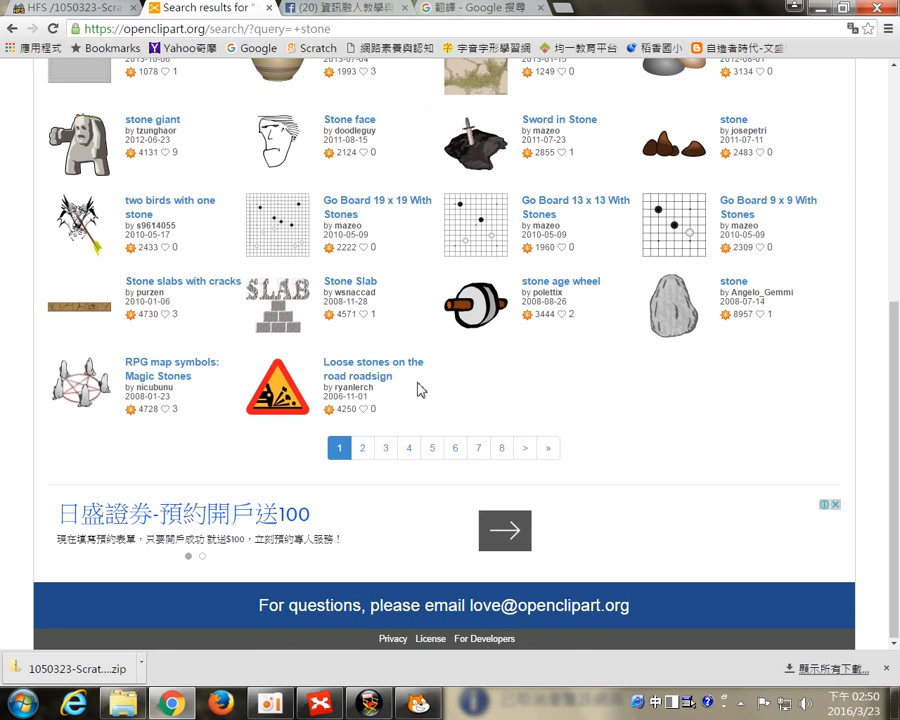 HFS /1050323-Scra
Search results for "
(20) 資訊融入教學與
翻譯 - Google 搜尋
https://openclipart.org/search/?query=+stone
應用程式
Bookmarks
Yahoo奇摩
Google
Scratch
網路素養與認知
字音字形學習網
均一教育平台
稻香國小
自造者時代-文盛
2013-10-06
1078 1
2013-07-04
1993 3
2013-01-15
1249 0
2012-08-01
3134 0
stone giant
by tzunghaor
2012-06-23
4131 9
Stone face
by doodleguy
2011-08-15
2124 0
Sword in Stone
by mazeo
2011-07-23
2855 1
stone
by josepetri
2011-07-11
2483 0
two birds with one
stone
by s9614055
2010-05-17
2433 0
Go Board 19 x 19 With
Stones
by mazeo
2010-05-09
2222 0
Go Board 13 x 13 With
Stones
by mazeo
2010-05-09
1960 0
Go Board 9 x 9 With
Stones
by mazeo
2010-05-09
2309 0
Stone slabs with cracks
by purzen
2010-01-06
4730 3
SLAB
Stone Slab
by wsnaccad
2008-11-28
4571 1
stone age wheel
by polettix
2008-08-26
3444 2
stone
by Angelo_Gemmi
2008-07-14
8957 1
RPG map symbols:
Magic Stones
by nicubunu
2008-01-23
4728 3
Loose stones on the
road roadsign
by ryanlerch
2006-11-01
4250 0
1 2 3 4 5 6 7 8 > »
日盛證券-預約開戶送100
現在填寫預約表單，只要開戶成功 就送$100，立刻預約專人服務！
For questions, please email love@openclipart.org
Privacy License For Developers
1050323-Scrat....zip
顯示所有下載...
中
下午 02:50
2016/3/23